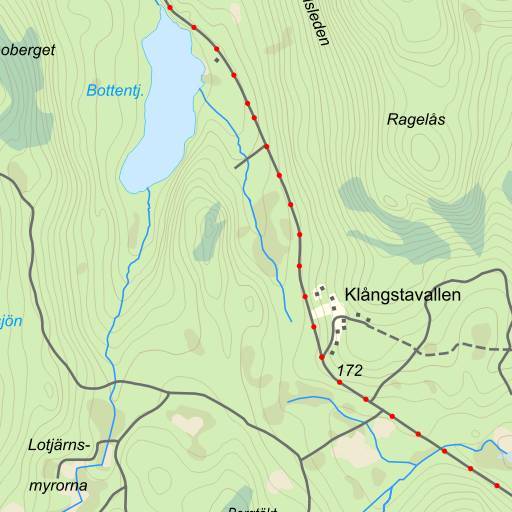 sleden
oberget
Bottentj.
Ragelås
Klångstavallen
sjön
172
Lotjärns-
myrorna